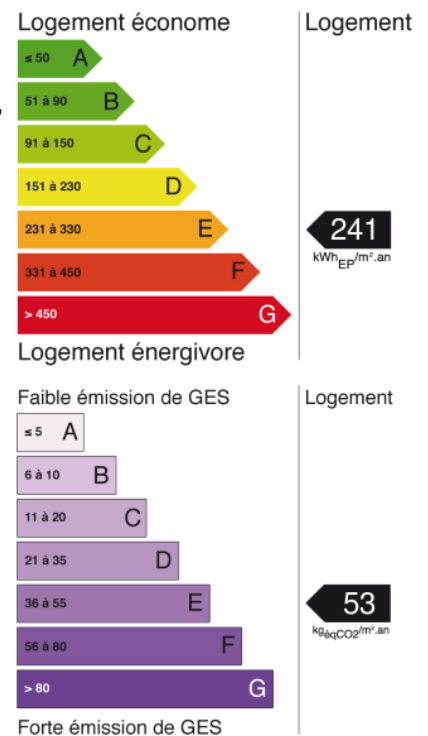 Logement économe
Logement
≤ 50 A
51 à 90 B
91 à 150 C
151 à 230 D
231 à 330 E
241
kWhEP/m².an
331 à 450 F
> 450 G
Logement énergivore
Faible émission de GES
Logement
≤ 5 A
6 à 10 B
11 à 20 C
21 à 35 D
36 à 55 E
53
kgéqCO2/m².an
56 à 80 F
> 80 G
Forte émission de GES